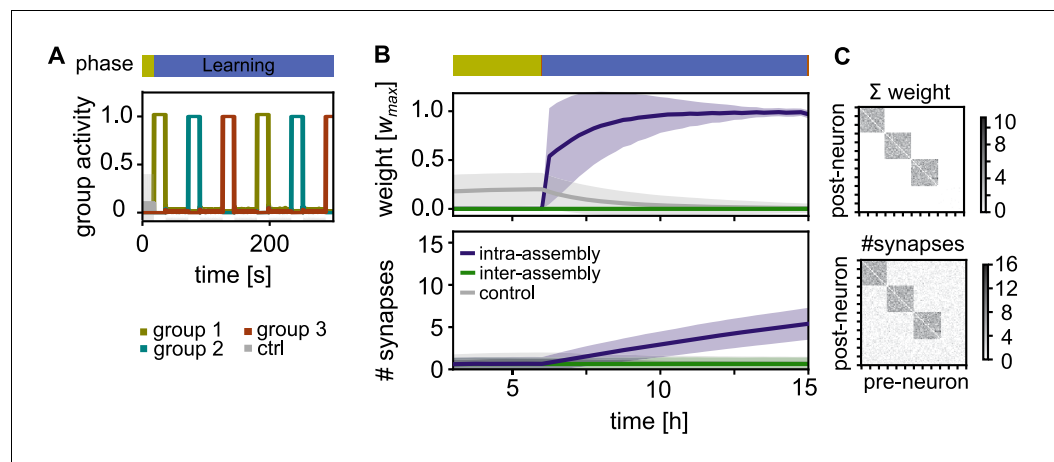 A
phase
Learning
group activity
1.0
0.5
0
0
200
time [s]
group 1
group 3
group 2
ctrl
B
weight [w_max]
1.0
0.5
0.0
# synapses
15
10
5
0
intra-assembly
inter-assembly
control
5
10
15
time [h]
C
Σ weight
post-neuron
10
8
4
0
#synapses
post-neuron
16
12
8
4
0
pre-neuron